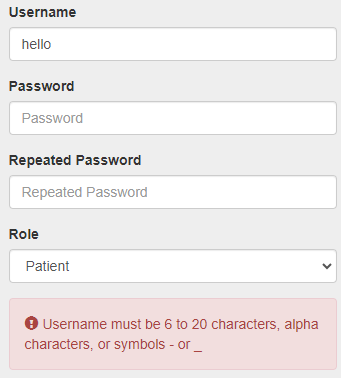 Username
hello
Password
Password
Repeated Password
Repeated Password
Role
Patient
Username must be 6 to 20 characters, alpha
characters, or symbols - or _